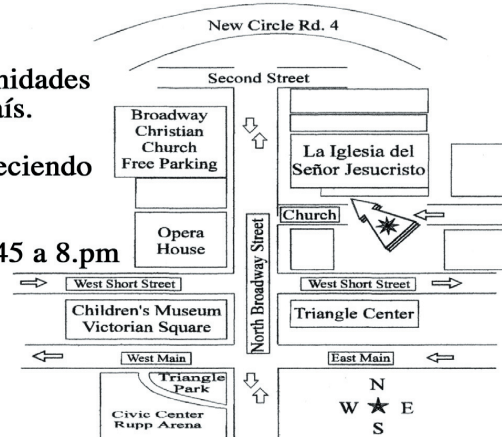 New Circle Rd. 4
Second Street
nidades
aís.
eciendo
45 a 8.pm
Broadway
Christian
Church
Free Parking
La Iglesia del
Señor Jesucristo
Church
Opera
House
North Broadway Street
West Short Street
West Short Street
Children's Museum
Victorian Square
Triangle Center
West Main
East Main
Triangle
Park
Civic Center
Rupp Arena
N
W E
S